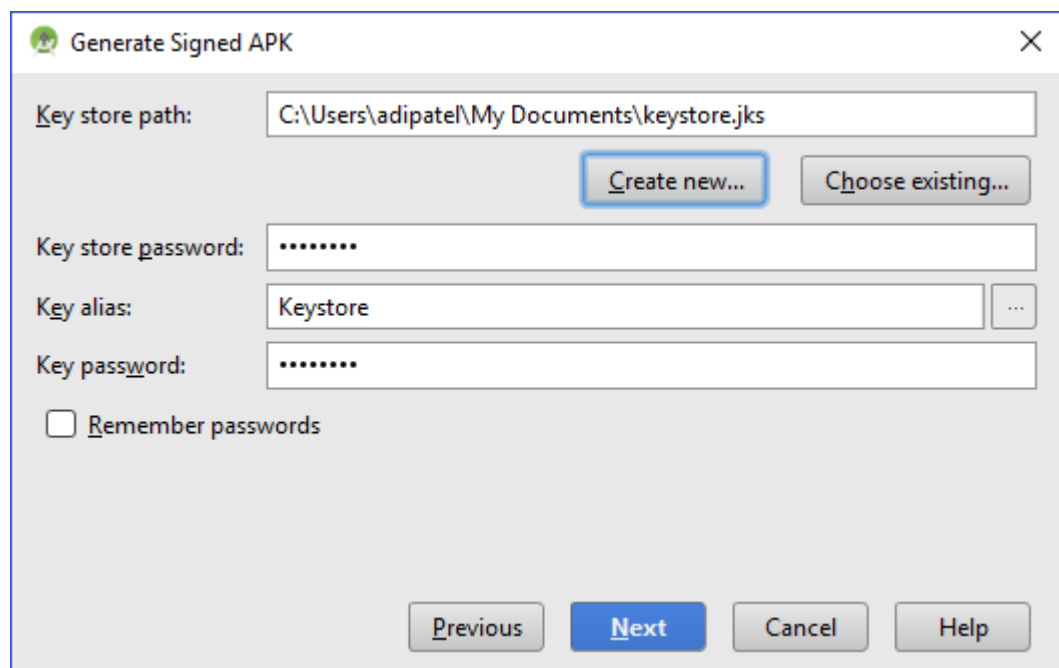 Generate Signed APK
Key store path: C:\Users\adipatel\My Documents\keystore.jks
Create new... Choose existing...
Key store password: ••••••••
Key alias: Keystore ...
Key password: ••••••••
Remember passwords
Previous Next Cancel Help